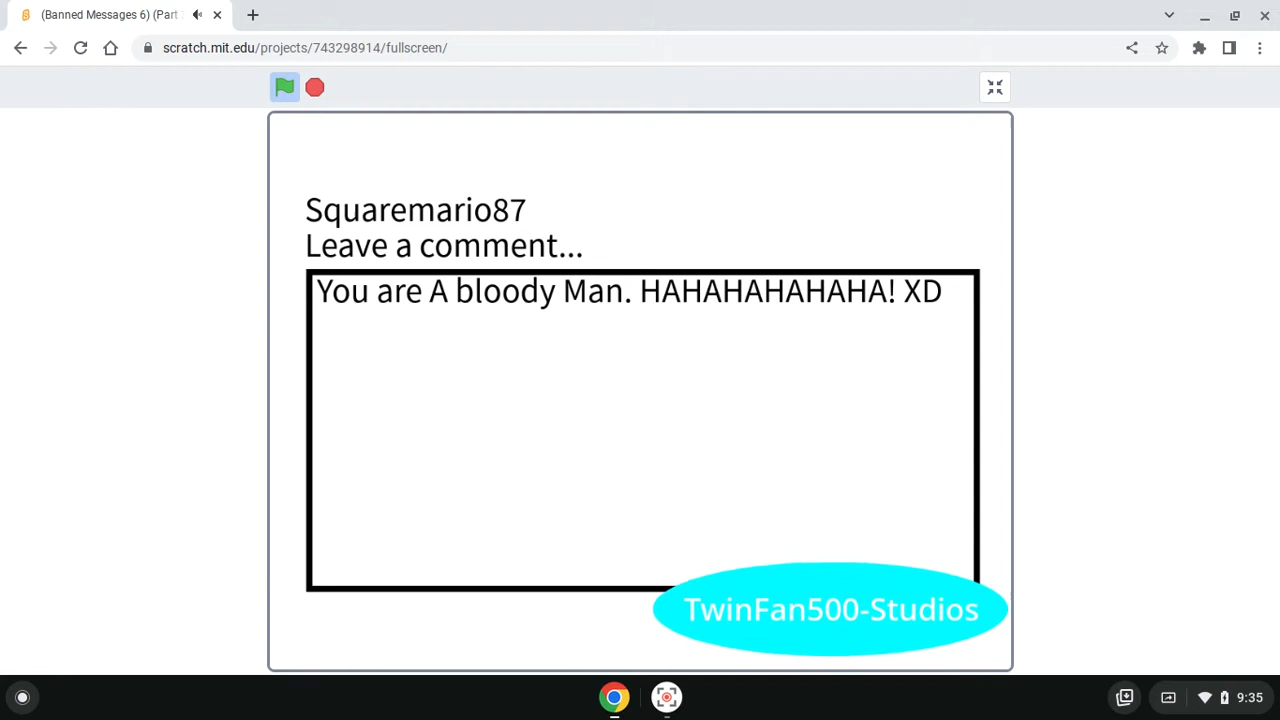 (Banned Messages 6) (Part
scratch.mit.edu/projects/743298914/fullscreen/
Squaremario87
Leave a comment...
You are A bloody Man. HAHAHAHAHAHA! XD
TwinFan500-Studios
9:35